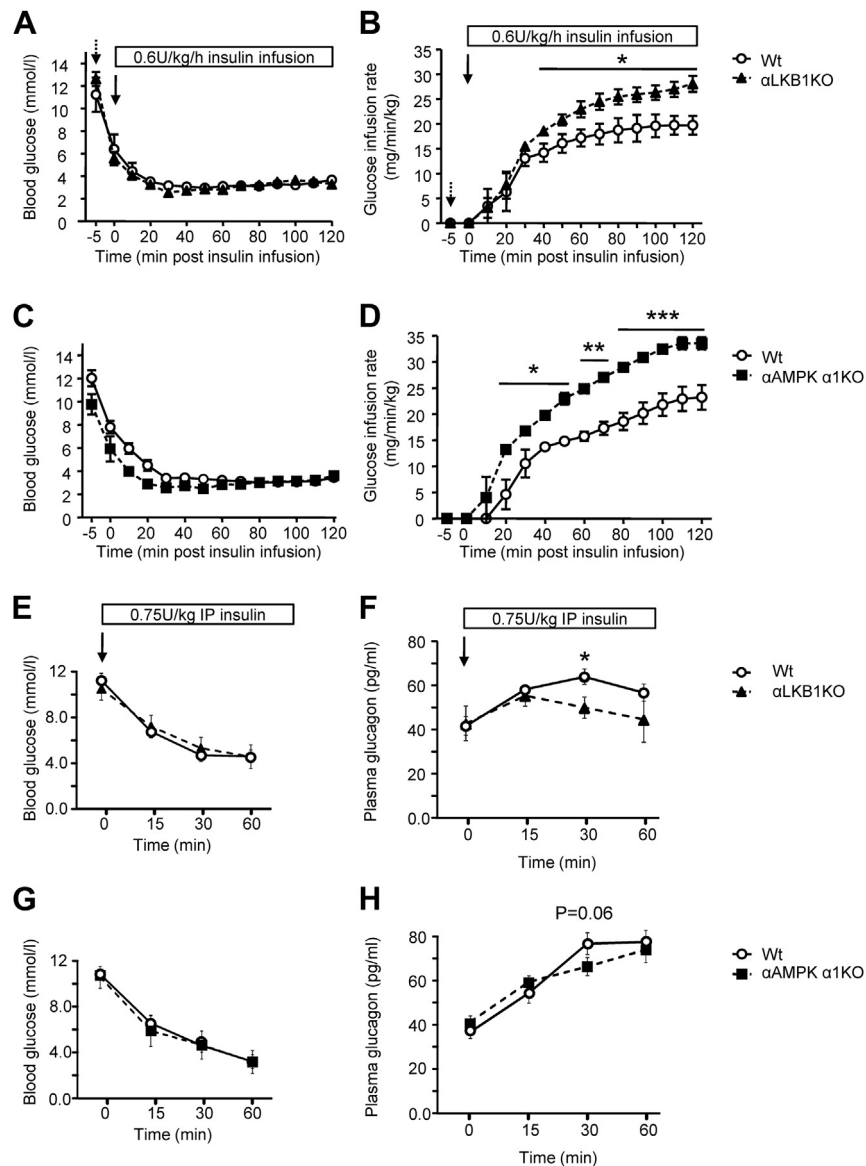 A
0.6U/kg/h insulin infusion
Blood glucose (mmol/l)
14
12
10
8
6
4
2
0
-5 0 20 40 60 80 100 120
Time (min post insulin infusion)
B
0.6U/kg/h insulin infusion
*
Glucose infusion rate
(mg/min/kg)
35
30
25
20
15
10
5
0
-5 0 20 40 60 80 100 120
Time (min post insulin infusion)
Wt
αLKB1KO
C
Blood glucose (mmol/l)
14
12
10
8
6
4
2
0
-5 0 20 40 60 80 100 120
Time (min post insulin infusion)
D
* ** ***
Glucose infusion rate
(mg/min/kg)
35
30
25
20
15
10
5
0
-5 0 20 40 60 80 100 120
Time (min post insulin infusion)
Wt
αAMPK α1KO
E
0.75U/kg IP insulin
Blood glucose (mmol/l)
12
8.0
4.0
0.0
0 15 30 60
Time (min)
F
0.75U/kg IP insulin
*
Plasma glucagon (pg/ml)
80
60
40
20
0.0
0 15 30 60
Time (min)
Wt
αLKB1KO
G
Blood glucose (mmol/l)
12
8.0
4.0
0.0
0 15 30 60
Time (min)
H
P=0.06
Plasma glucagon (pg/ml)
80
60
40
20
0
0 15 30 60
Time (min)
Wt
αAMPK α1KO